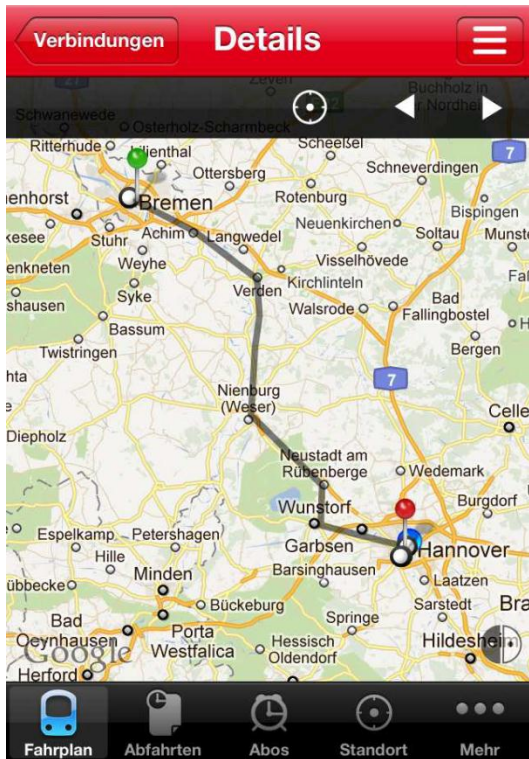 Verbindungen
Details
Zeven
Buchholz in
Schwanewede
Osterholz-Scharmbeck
Ritterhude
Lilienthal
Scheeßel
Ottersberg
Schneverdingen
7
Bremen
Rotenburg
Bispingen
Achim
Langwedel
Neuenkirchen
Soltau
Stuhr
Weyhe
Visselhövede
Kirchlinteln
Syke
Verden
Walsrode
Bad
Fallingbostel
Bassum
Twistringen
Bergen
7
Nienburg
(Weser)
Celle
Diepholz
Neustadt am
Rübenberge
Wedemark
Wunstorf
Burgdorf
Espelkamp
Petershagen
Garbsen
Hannover
Hille
Minden
Barsinghausen
Laatzen
Bückeburg
Sarstedt
Bra
Springe
Bad
Oeynhausen
Porta
Westfalica
Hessisch
Oldendorf
Hildesheim
Google
Herford
Fahrplan
Abfahrten
Abos
Standort
Mehr